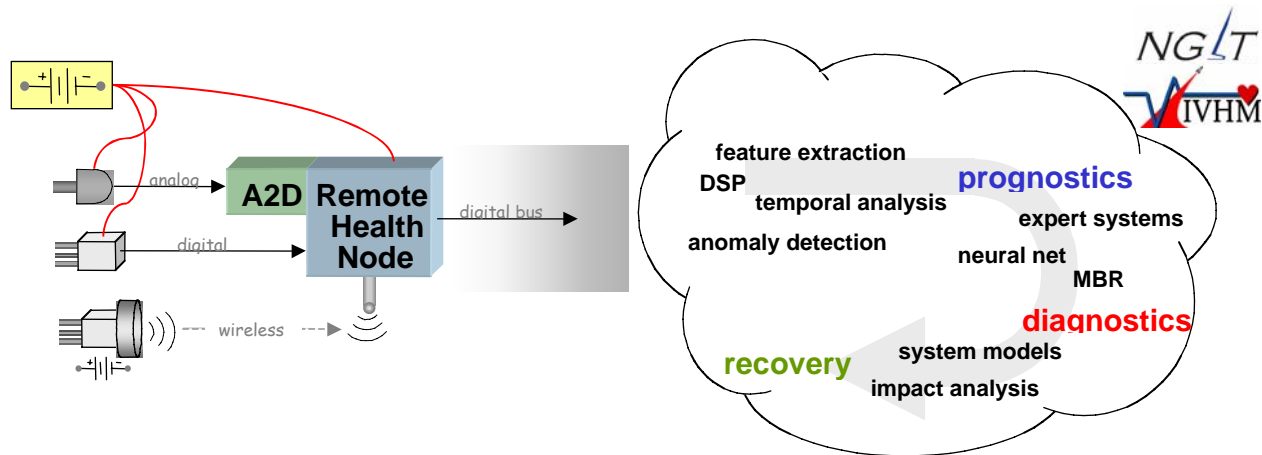 NGLT
IVHM
+ -
analog
A2D
Remote
Health
Node
digital bus
digital
wireless
+ -
feature extraction
DSP
temporal analysis
anomaly detection
prognostics
expert systems
neural net
MBR
diagnostics
system models
recovery
impact analysis